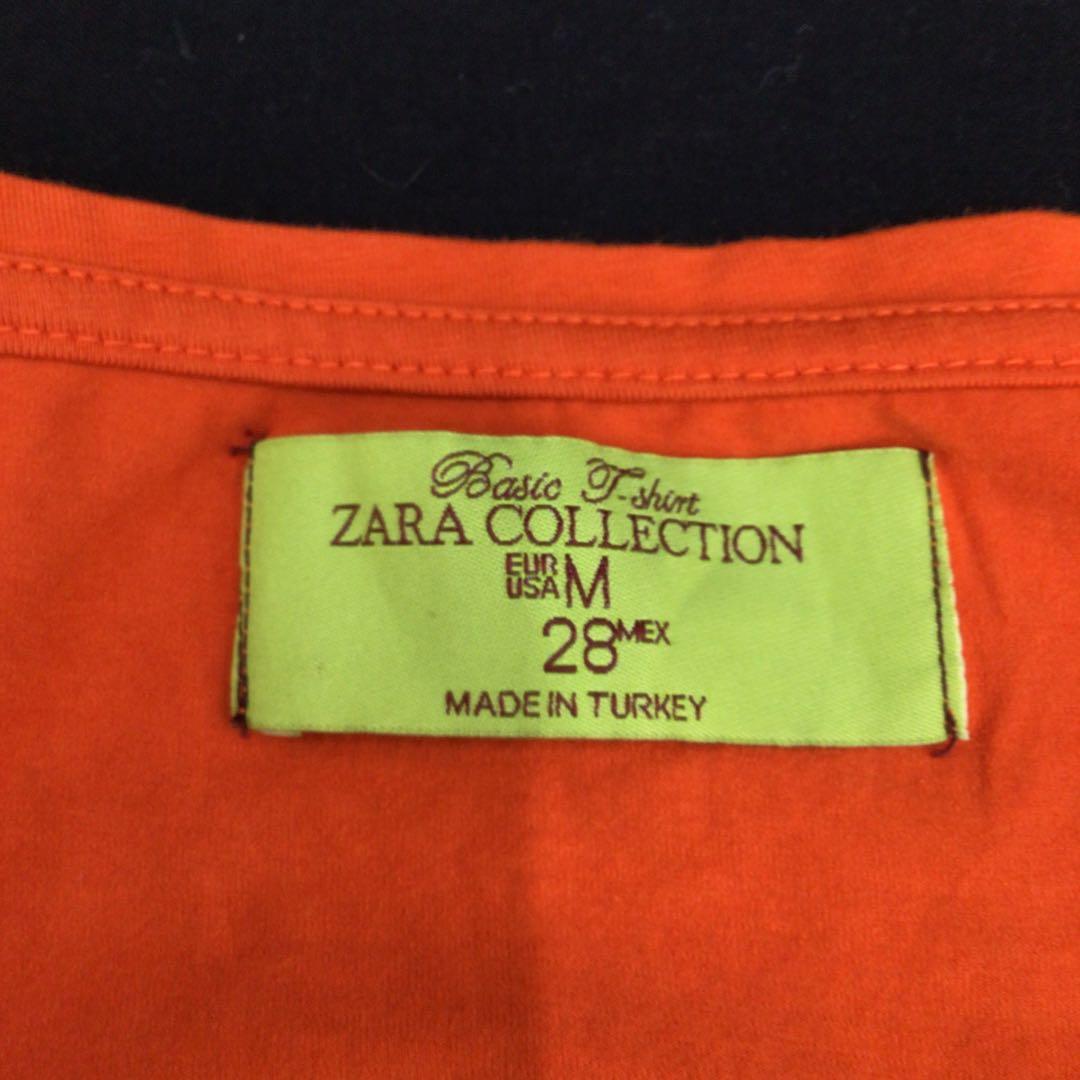 Basic T-shirt
ZARA COLLECTION
EUR
USA M
28 MEX
MADE IN TURKEY